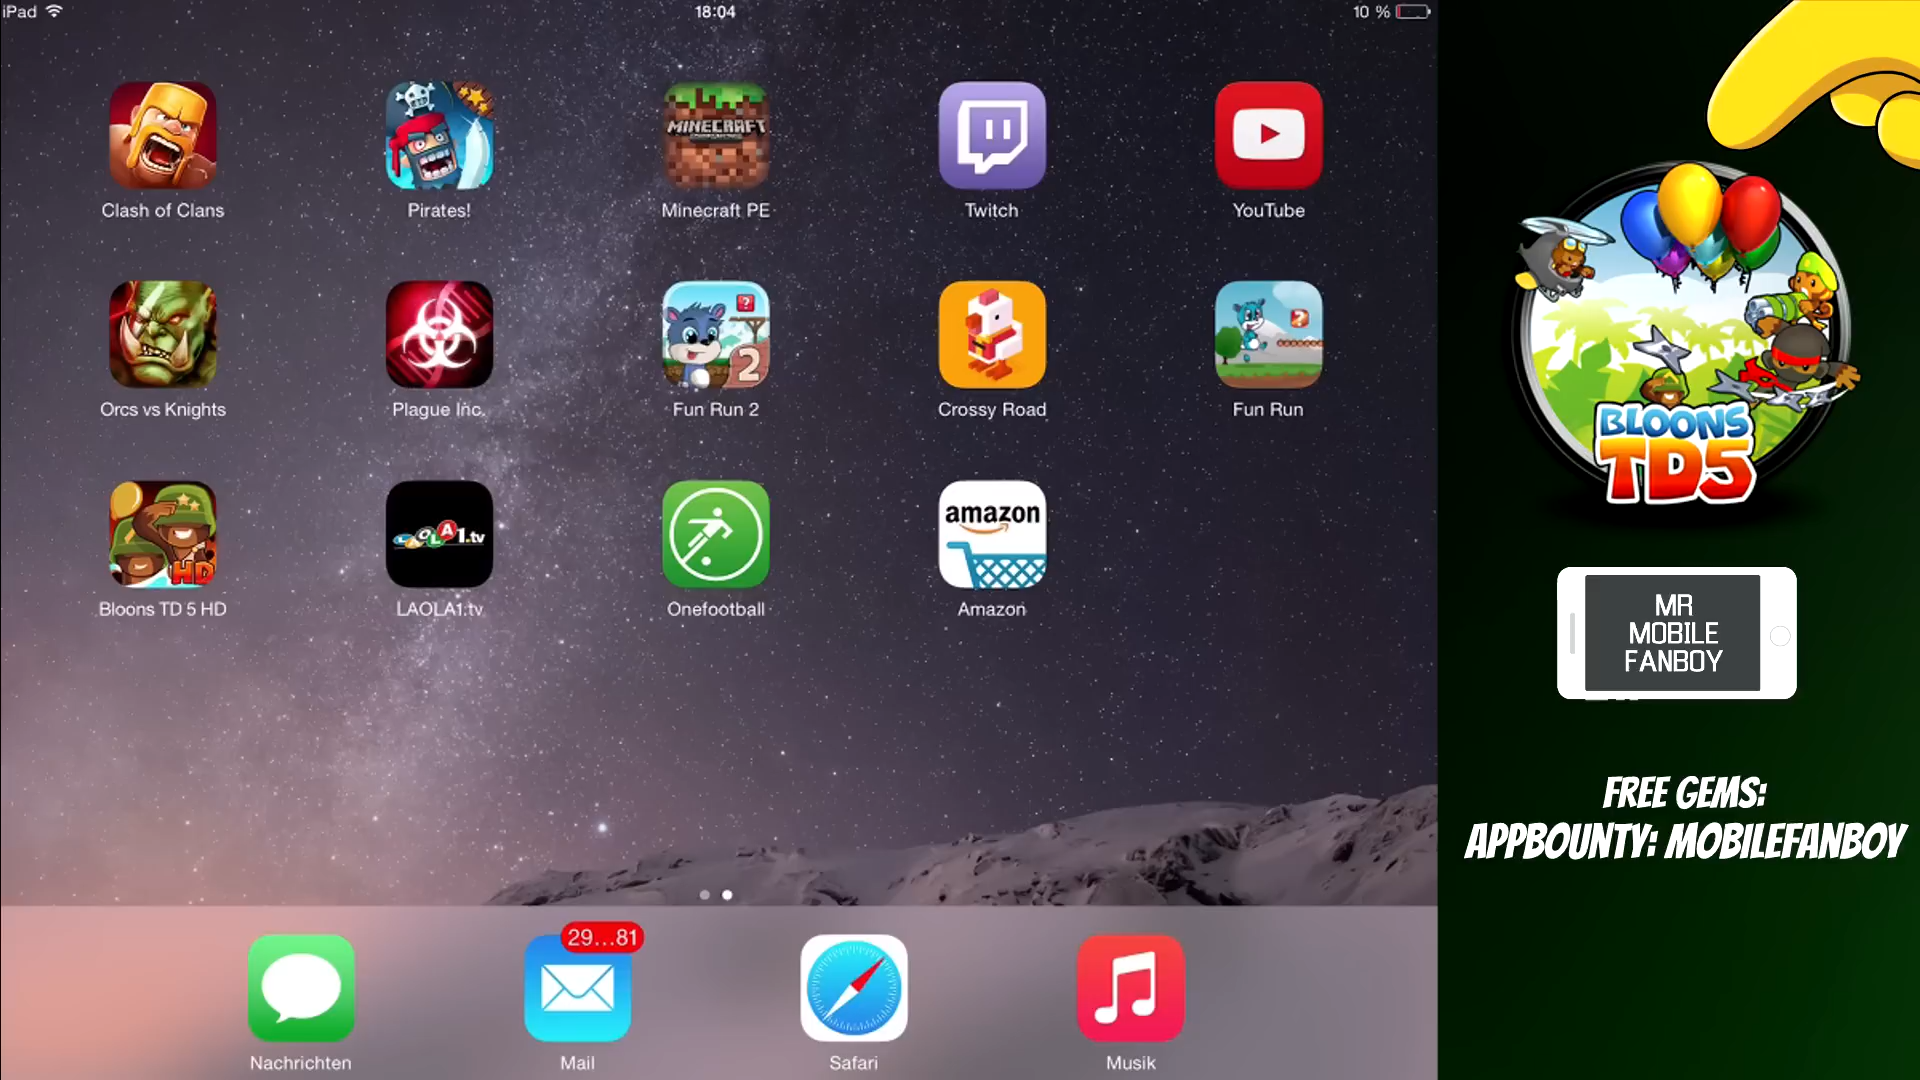 iPad
18:04
10 %
MINECRAFT
Clash of Clans
Pirates!
Minecraft PE
Twitch
YouTube
2
Orcs vs Knights
Plague Inc.
Fun Run 2
Crossy Road
Fun Run
HD
LAOLA1.tv
amazon
Bloons TD 5 HD
LAOLA1.tv
Onefootball
Amazon
29...81
Nachrichten
Mail
Safari
Musik
BLOONS
TD5
MR
MOBILE
FANBOY
FREE GEMS:
APPBOUNTY: MOBILEFANBOY